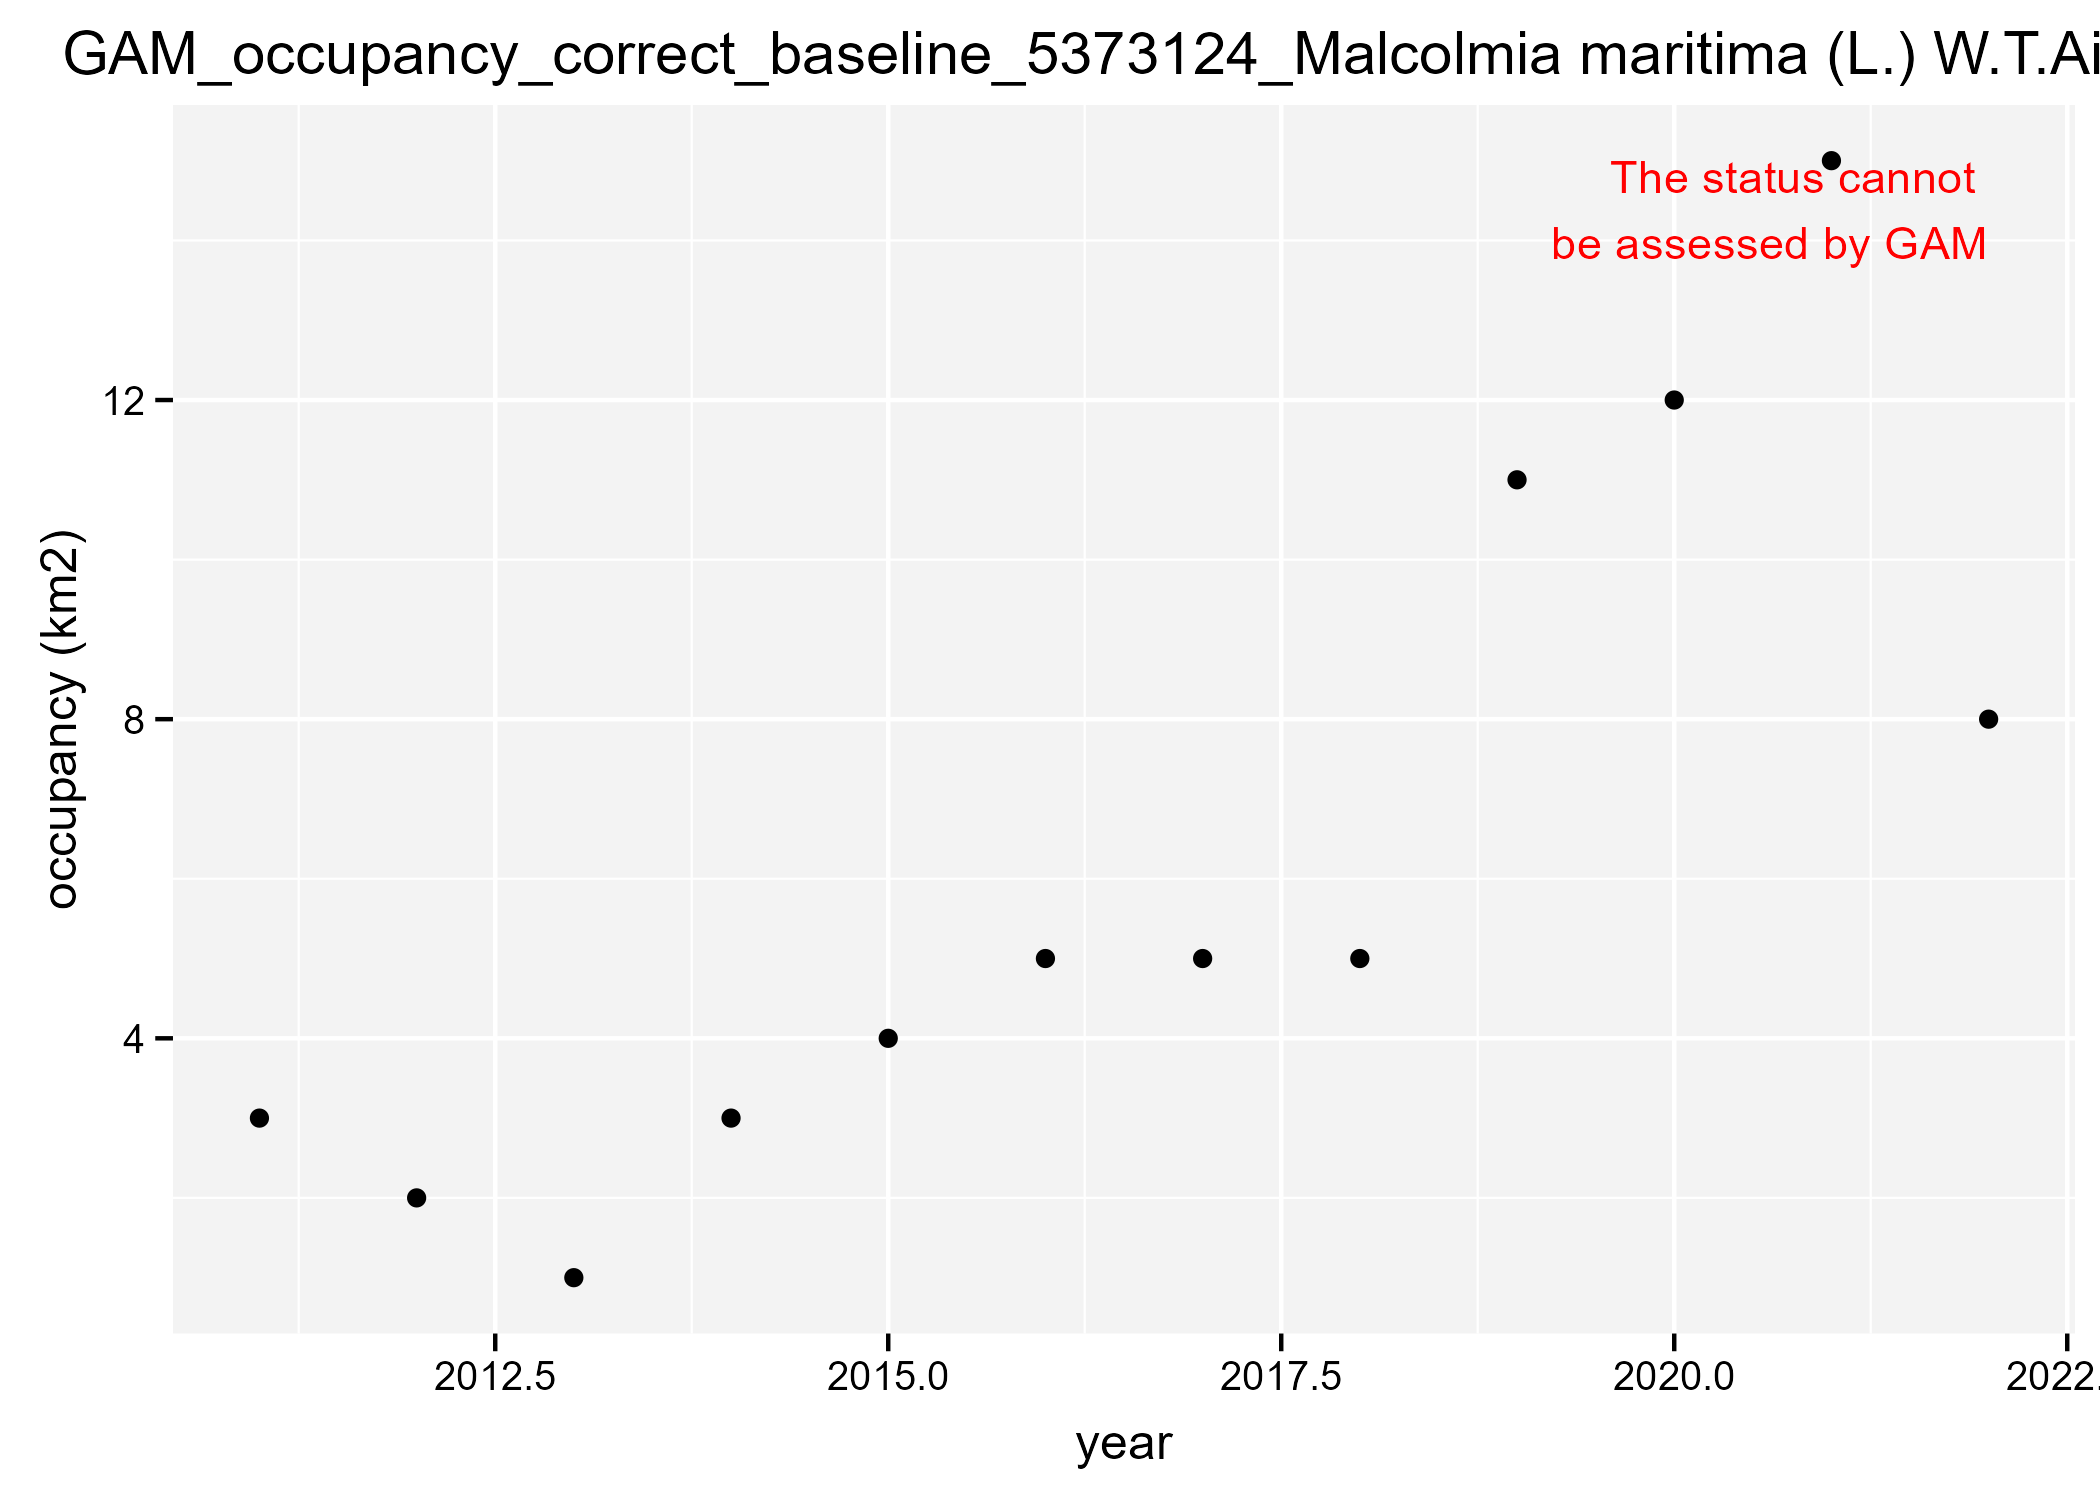 GAM_occupancy_correct_baseline_5373124_Malcolmia maritima (L.) W.T.Ai
The status cannot
be assessed by GAM
occupancy (km2)
12
8
4
2012.5
2015.0
2017.5
2020.0
2022.
year